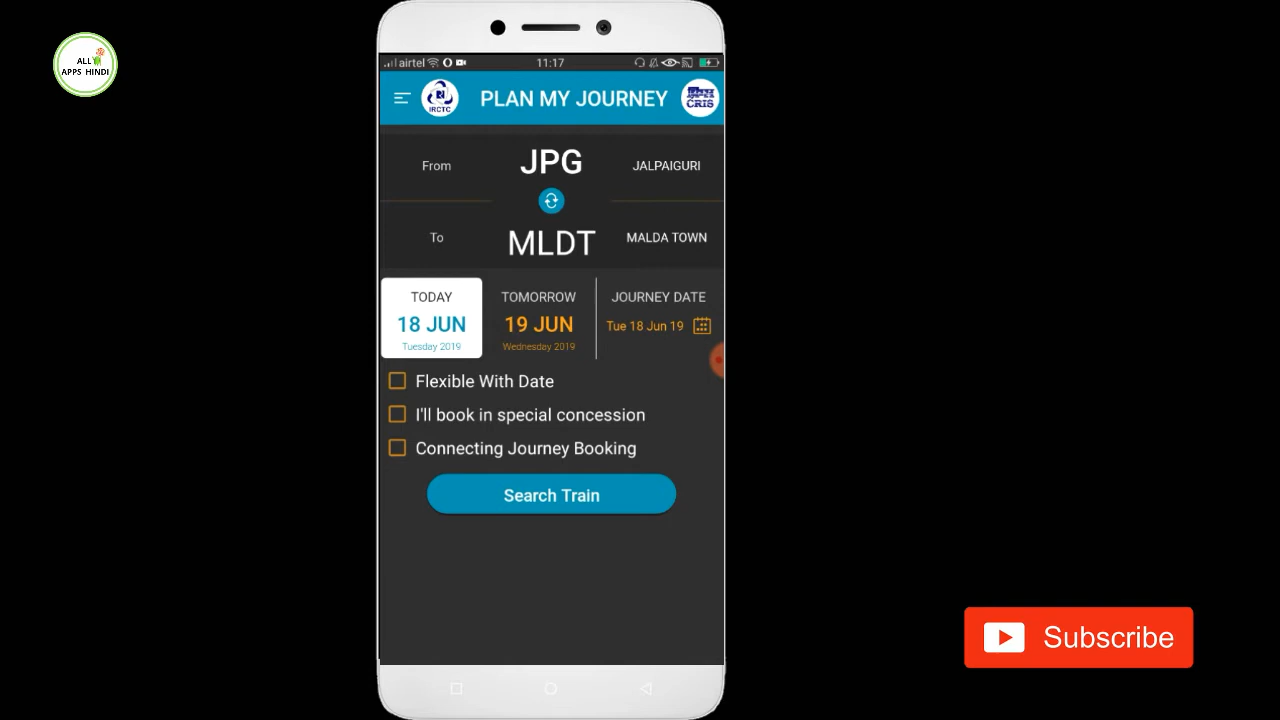 ALL
APPS HINDI
airtel 11:17
IRCTC
PLAN MY JOURNEY
CRIS
From JPG JALPAIGURI
To MLDT MALDA TOWN
TODAY TOMORROW JOURNEY DATE
18 JUN 19 JUN Tue 18 Jun 19
Tuesday 2019 Wednesday 2019
Flexible With Date
I'll book in special concession
Connecting Journey Booking
Search Train
Subscribe